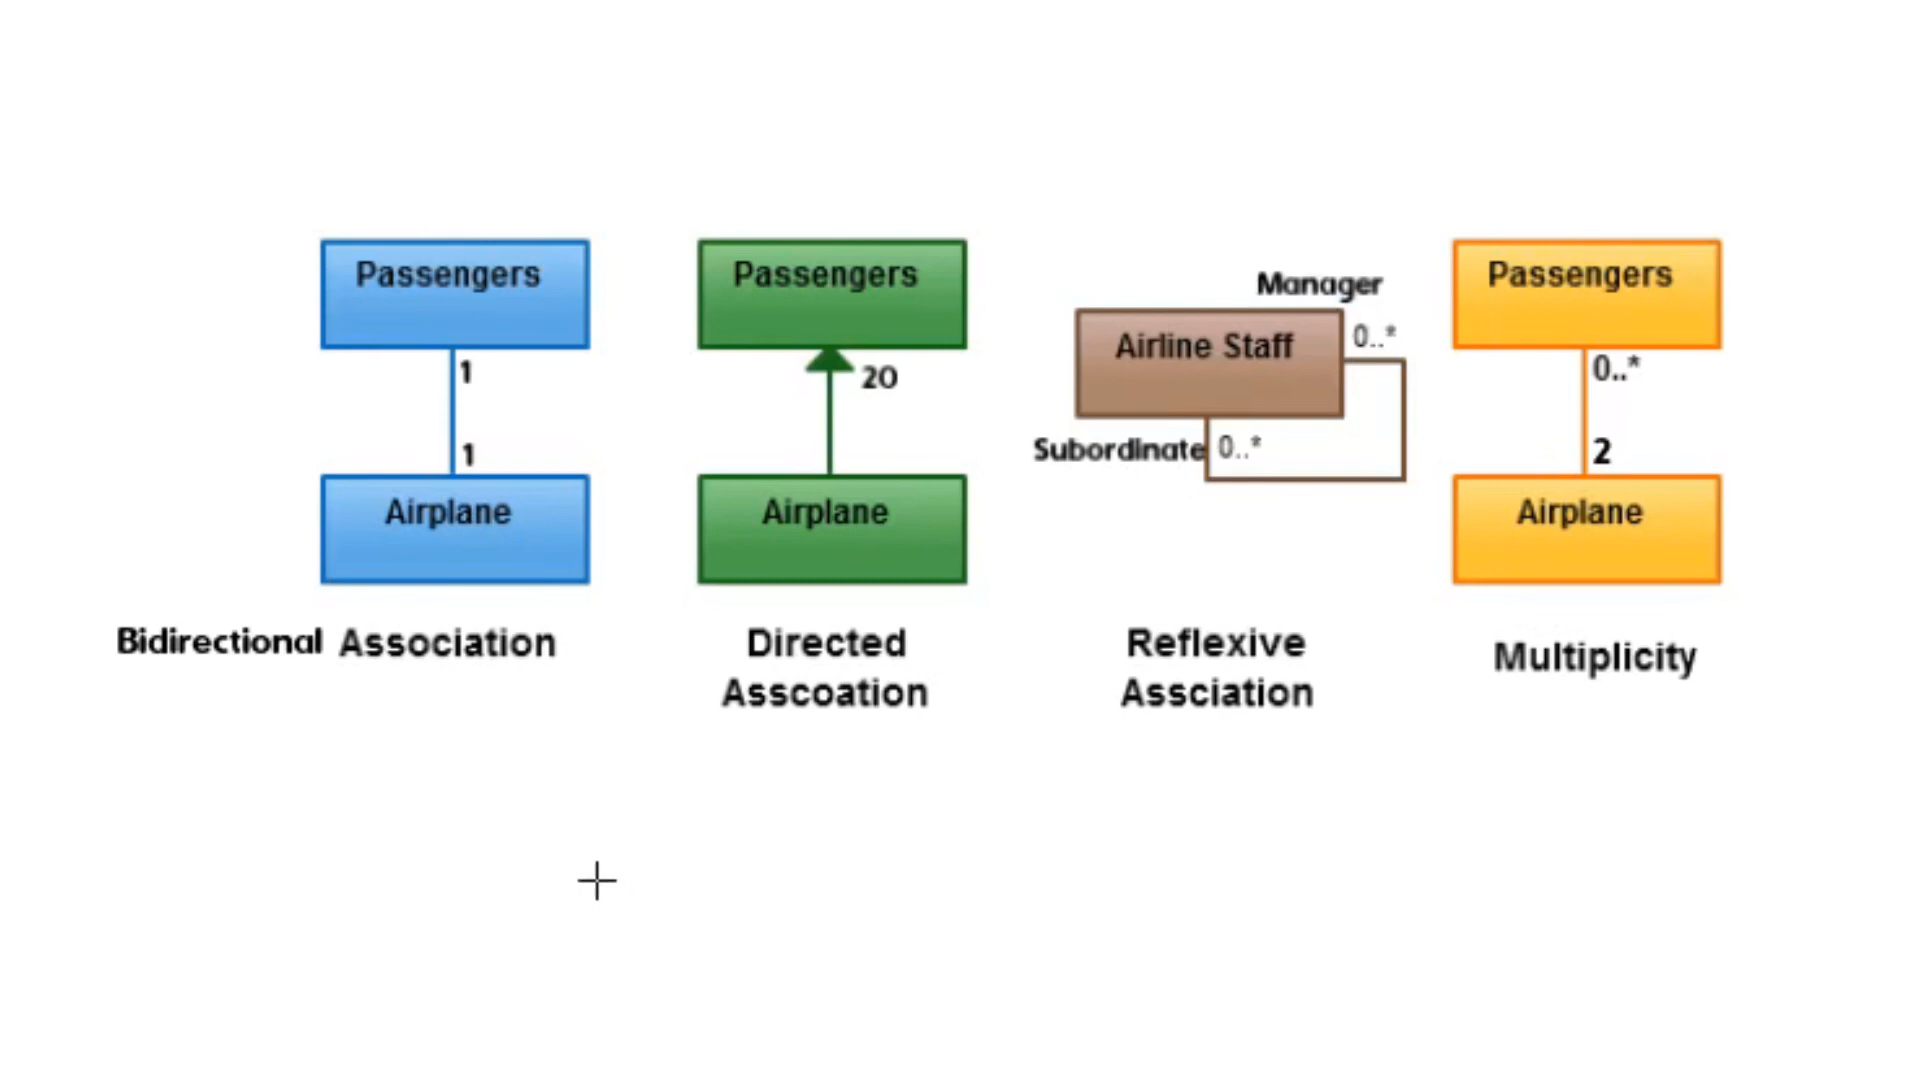 Passengers
1
1
Airplane
Bidirectional Association
Passengers
20
Airplane
Directed
Asscoation
Manager
Airline Staff
0..*
Subordinate
0..*
Reflexive
Assciation
Passengers
0..*
2
Airplane
Multiplicity